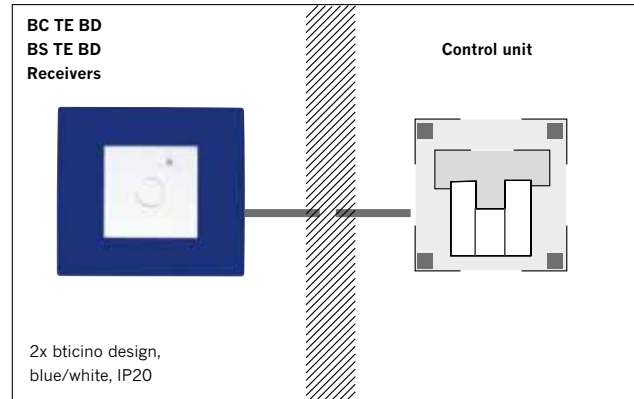 BC TE BD
BS TE BD
Receivers
Control unit
2x bticino design,
blue/white, IP20